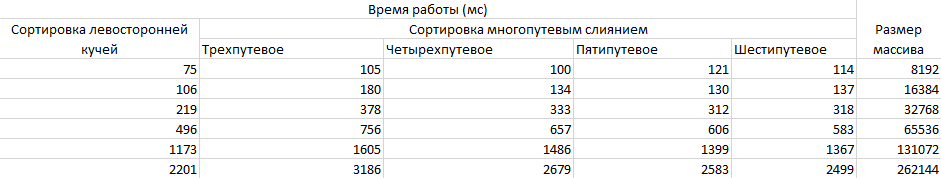 Время работы (мс)
Сортировка левосторонней кучей Сортировка многопутевым слиянием Размер массива
Трехпутевое Четырехпутевое Пятипутевое Шестипутевое
75 105 100 121 114 8192
106 180 134 130 137 16384
219 378 333 312 318 32768
496 756 657 606 583 65536
1173 1605 1486 1399 1367 131072
2201 3186 2679 2583 2499 262144